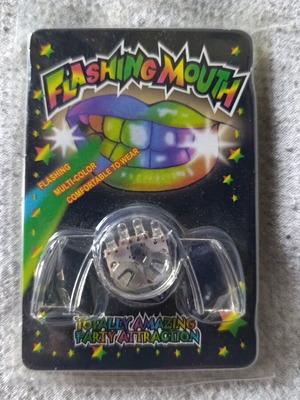 FLASHING MOUTH
FLASHING
MULTI-COLOR
COMFORTABLE TO WEAR
TOTALLY AMAZING
PARTY ATTRACTION